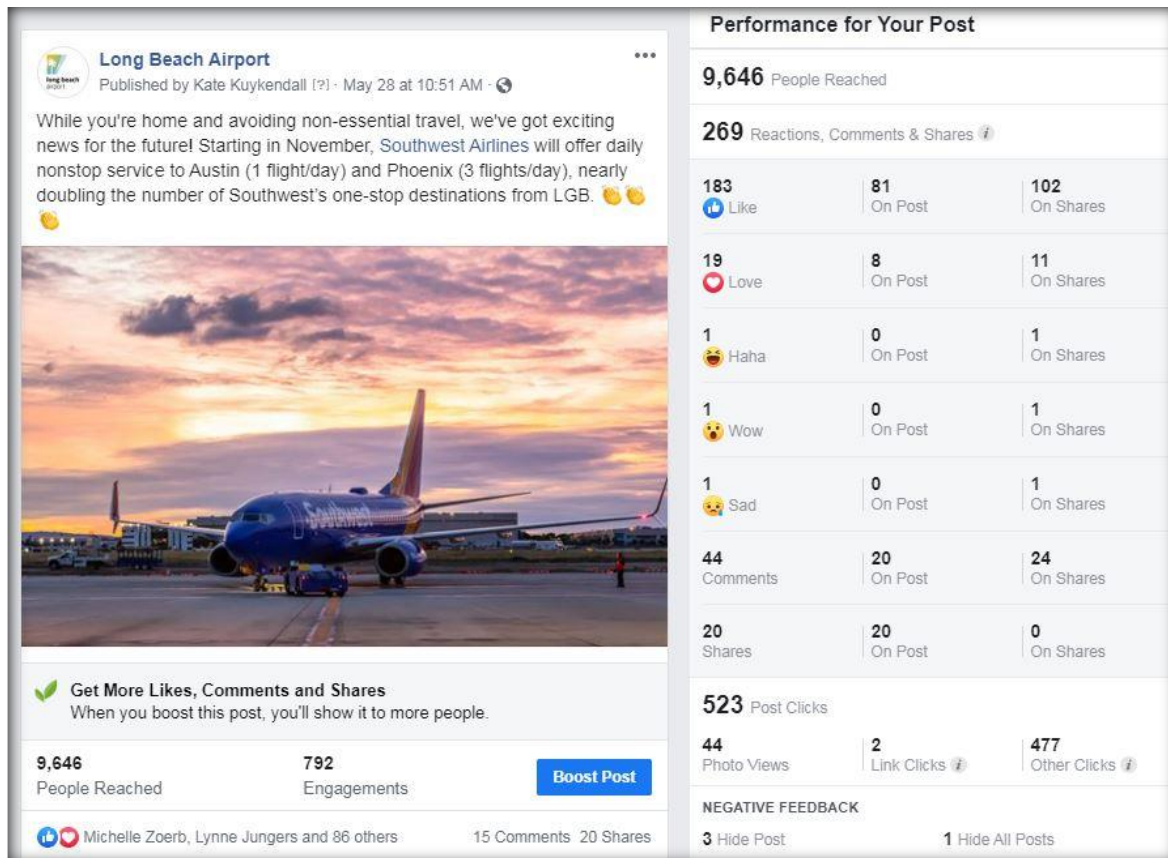 Long Beach Airport
Published by Kate Kuykendall [?] · May 28 at 10:51 AM ·
long beach
airport
While you're home and avoiding non-essential travel, we've got exciting
news for the future! Starting in November, Southwest Airlines will offer daily
nonstop service to Austin (1 flight/day) and Phoenix (3 flights/day), nearly
doubling the number of Southwest's one-stop destinations from LGB. 👏👏
👏
Southwest
Get More Likes, Comments and Shares
When you boost this post, you'll show it to more people.
9,646 792
People Reached Engagements
Boost Post
Michelle Zoerb, Lynne Jungers and 86 others 15 Comments 20 Shares
Performance for Your Post
9,646 People Reached
269 Reactions, Comments & Shares i
183 81 102
Like On Post On Shares
19 8 11
Love On Post On Shares
1 0 1
Haha On Post On Shares
1 0 1
Wow On Post On Shares
1 0 1
Sad On Post On Shares
44 20 24
Comments On Post On Shares
20 20 0
Shares On Post On Shares
523 Post Clicks
44 2 477
Photo Views Link Clicks i Other Clicks i
NEGATIVE FEEDBACK
3 Hide Post 1 Hide All Posts